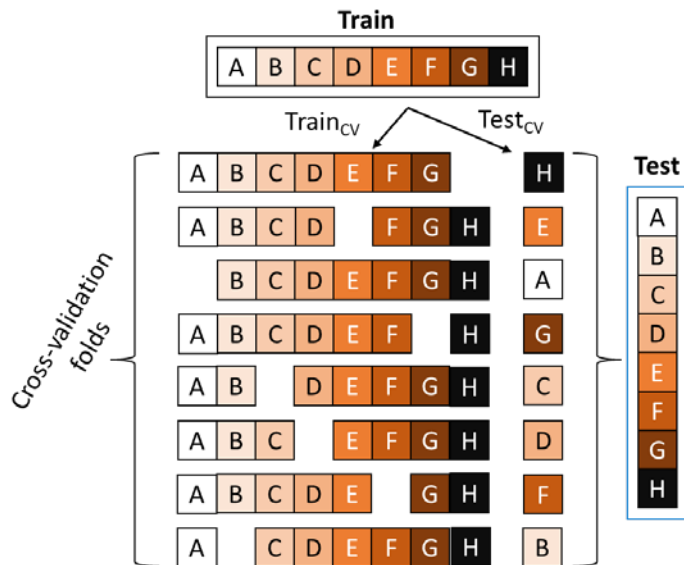 Train
A B C D E F G H
Train_CV Test_CV
A B C D E F G H
A B C D F G H E
B C D E F G H A
A B C D E F H G
A B D E F G H C
A B C E F G H D
A B C D E G H F
A C D E F G H B
Cross-validation
folds
Test
A
B
C
D
E
F
G
H